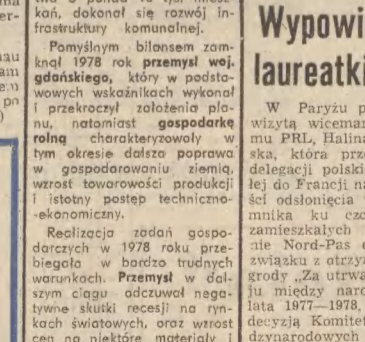 kań, dokonał się rozwój in-
frastruktury komunalnej.
Pomyślnym bilansem zam-
knął 1978 rok przemysł woj.
gdańskiego, który w podsta-
wowych wskaźnikach wykonał
i przekroczył założenia pla-
nu, natomiast gospodarkę
rolną charakteryzowały w
tym okresie dalsza poprawa
w gospodarowaniu ziemią,
wzrost towarowości produkcji
i istotny postęp techniczno-
-ekonomiczny.
Realizacja zadań gospo-
darczych w 1978 roku prze-
biegała w bardzo trudnych
warunkach. Przemysł w dal-
szym ciągu odczuwał nega-
tywne skutki recesji na ryn-
kach światowych, oraz wzrost
cen na niektóre materiały i
Wypowi
laureatki
W Paryżu p
wizytą wicemar
mu PRL, Halina
ska, która prze
delegacji polski
łej do Francji na
ści odsłonięcia
mnika ku czc
zamieszkałych
nie Nord-Pas d
związku z otrzy
grody „Za utrwa
ju między naro
lata 1977—1978,
decyzją Komitet
dzynarodowych